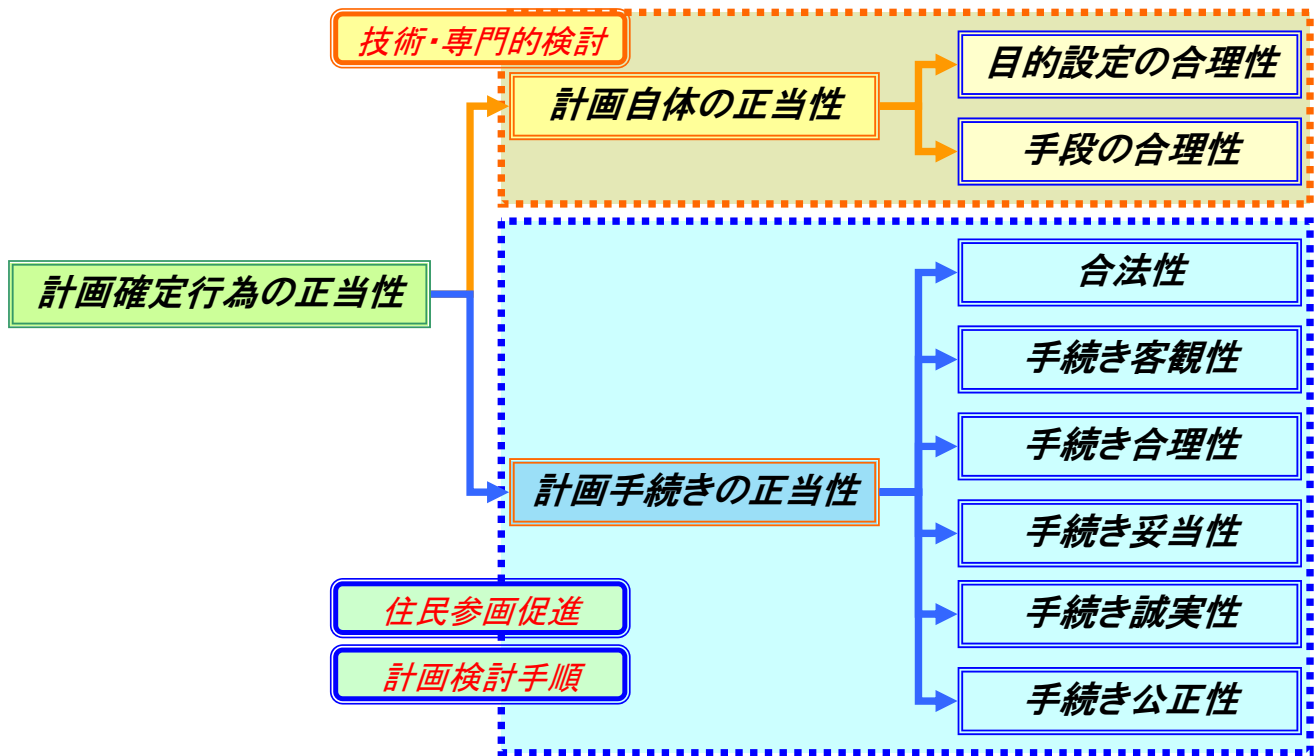 技術・専門的検討
計画自体の正当性
目的設定の合理性
手段の合理性
計画確定行為の正当性
合法性
手続き客観性
手続き合理性
計画手続きの正当性
手続き妥当性
住民参画促進
手続き誠実性
計画検討手順
手続き公正性